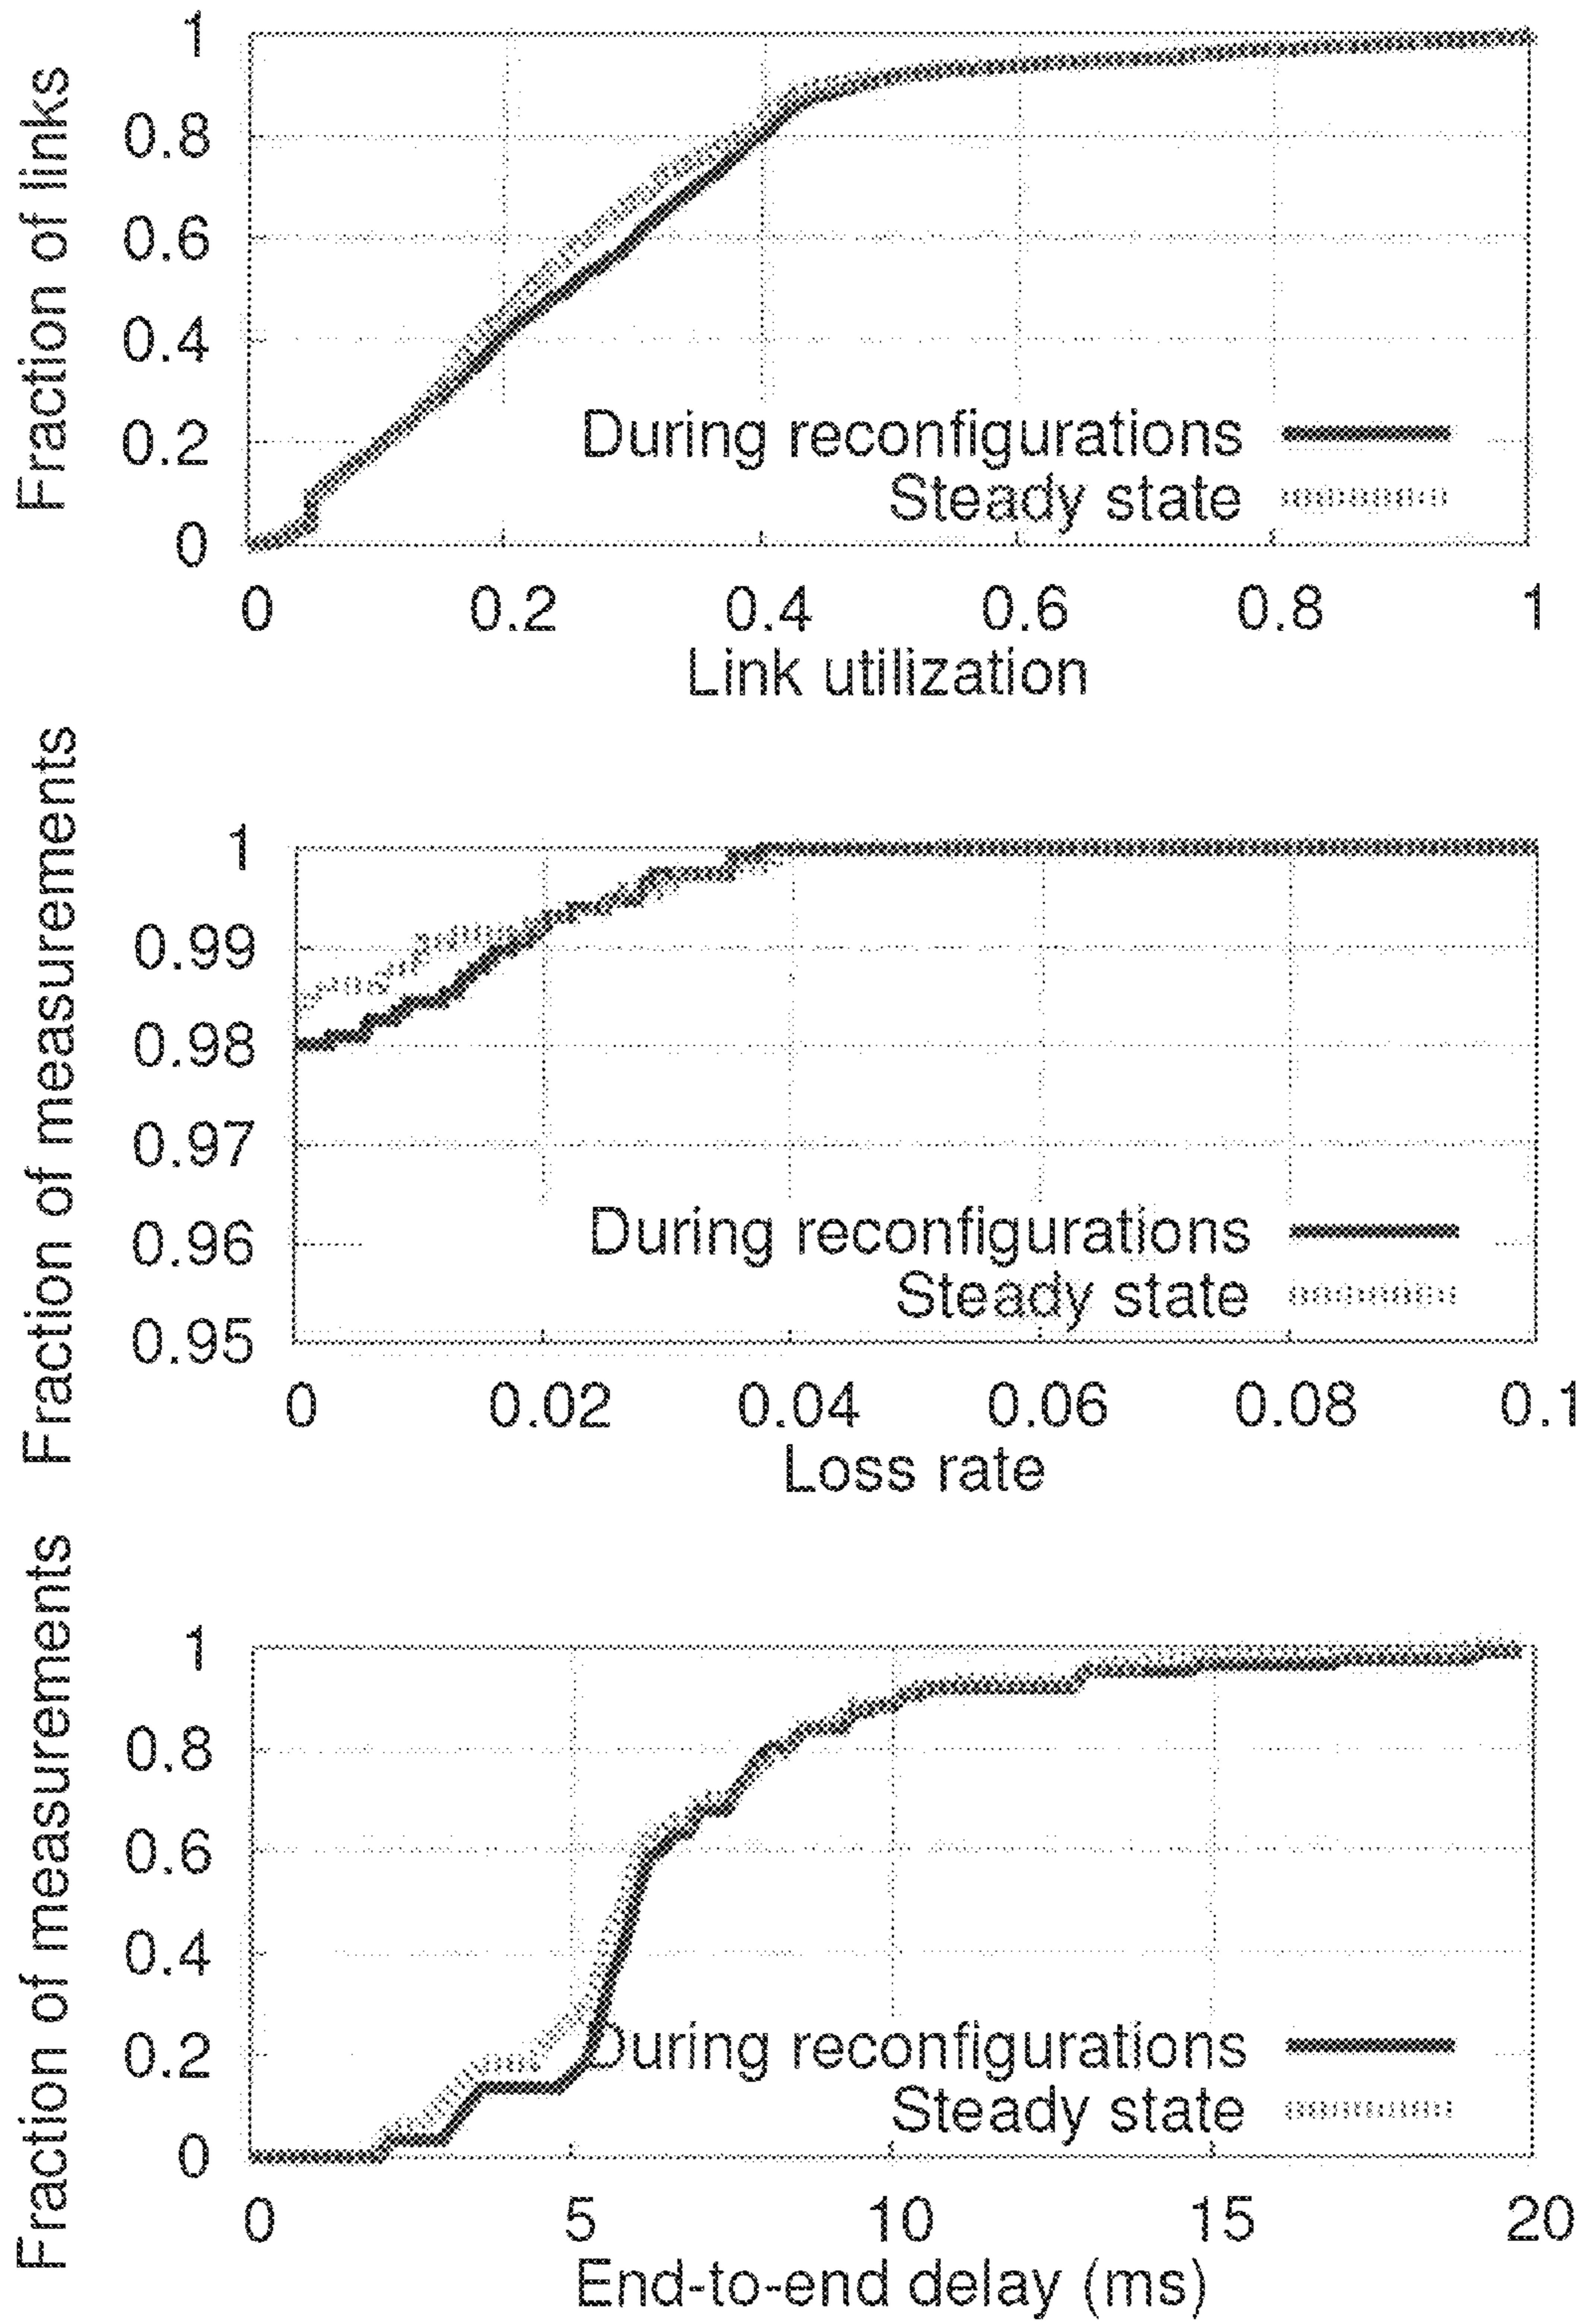 Fraction of links
1
0.8
0.6
0.4
0.2
0
During reconfigurations
Steady state
0 0.2 0.4 0.6 0.8 1
Link utilization
Fraction of measurements
1
0.99
0.98
0.97
0.96
0.95
During reconfigurations
Steady state
0 0.02 0.04 0.06 0.08 0.1
Loss rate
Fraction of measurements
1
0.8
0.6
0.4
0.2
0
During reconfigurations
Steady state
0 5 10 15 20
End-to-end delay (ms)